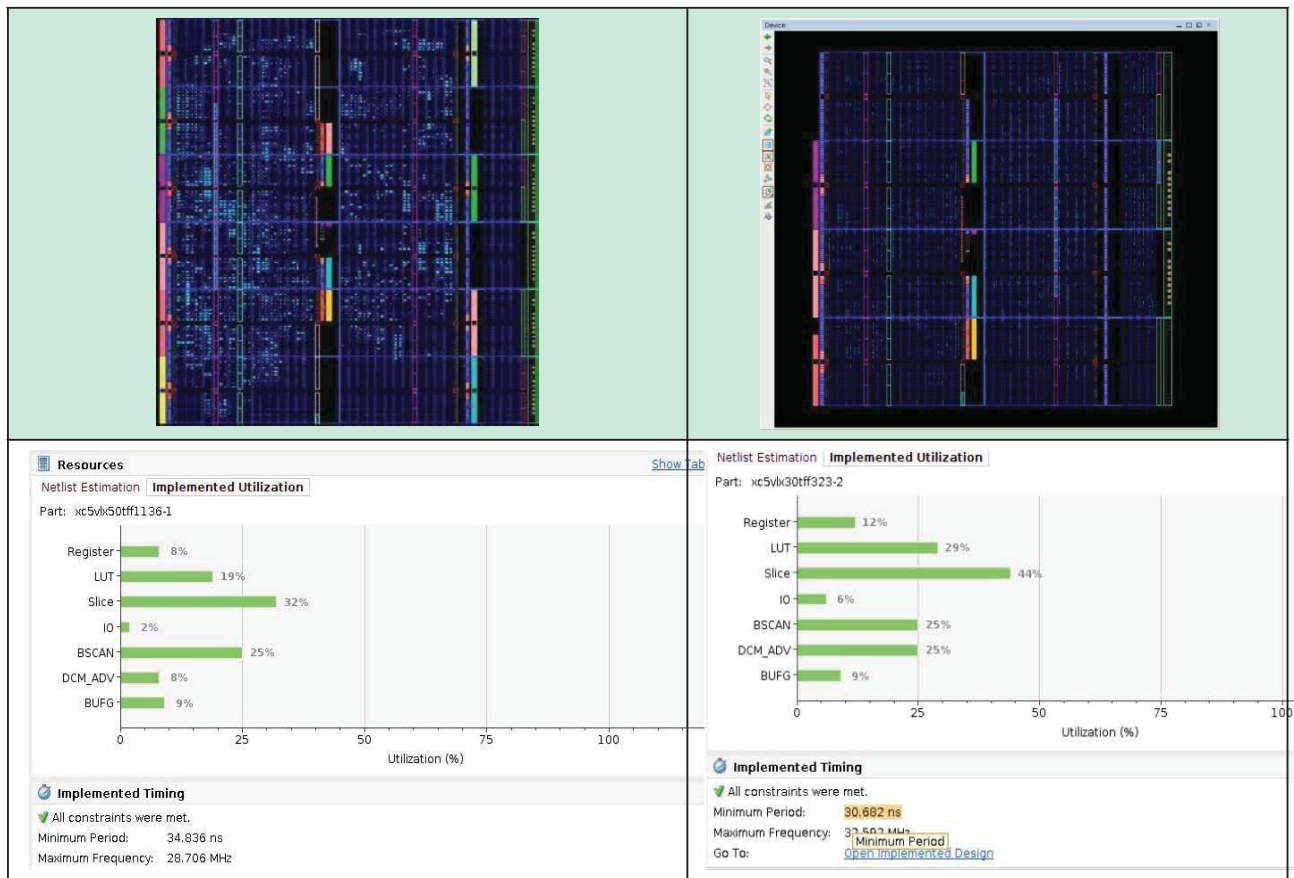 Device
Resources
Show Tab
Netlist Estimation Implemented Utilization
Part: xc5vlx50tff1136-1
Register 8%
LUT 19%
Slice 32%
IO 2%
BSCAN 25%
DCM_ADV 8%
BUFG 9%
0 25 50 75 100
Utilization (%)
Implemented Timing
All constraints were met.
Minimum Period: 34.836 ns
Maximum Frequency: 28.706 MHz
Netlist Estimation Implemented Utilization
Part: xc5vlx30tff323-2
Register 12%
LUT 29%
Slice 44%
IO 6%
BSCAN 25%
DCM_ADV 25%
BUFG 9%
0 25 50 75 100
Utilization (%)
Implemented Timing
All constraints were met.
Minimum Period: 30.682 ns
Maximum Frequency: 32.592 MHz
Minimum Period
Go To: Open Implemented Design